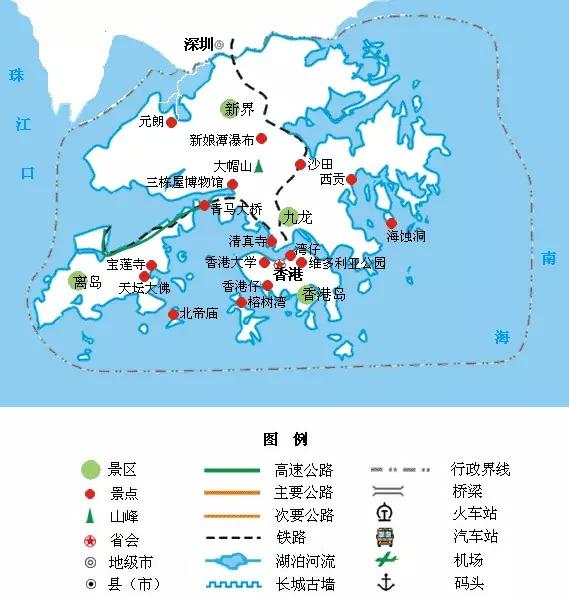 深圳
珠
江
口
新界
元朗
新娘潭瀑布
大帽山
沙田
西贡
三栋屋博物馆
青马大桥
九龙
海蚀洞
清真寺
湾仔
宝莲寺
香港大学
维多利亚公园
香港
离岛
天坛大佛
香港仔
香港岛
榕树湾
北帝庙
南
海
图 例
景区
高速公路
行政界线
景点
主要公路
桥梁
山峰
次要公路
火车站
省会
铁路
汽车站
地级市
湖泊河流
机场
县（市）
长城古墙
码头